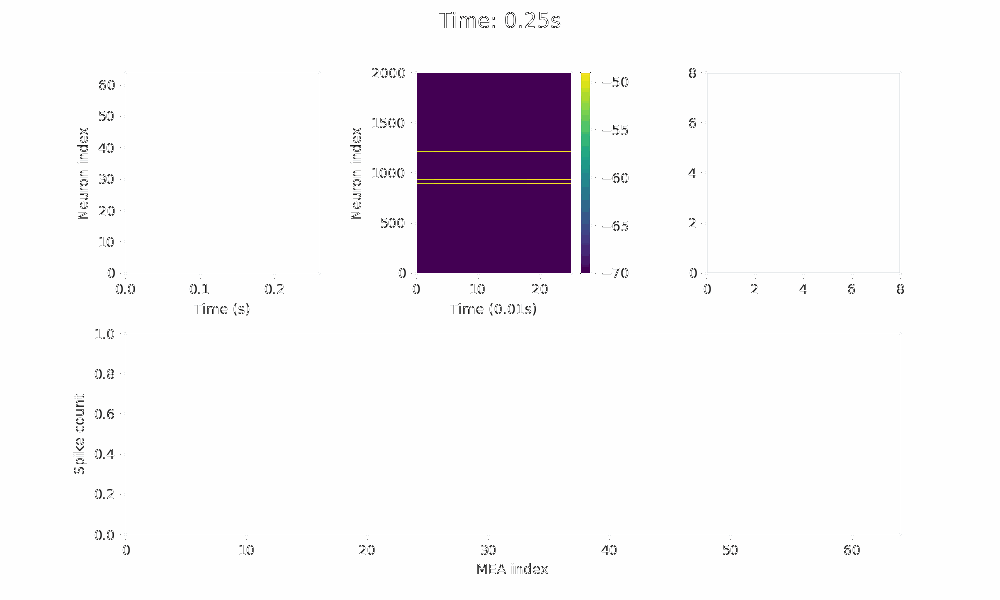 Time: 0.25s
60
50
40
30
20
10
0
Neuron index
0.0 0.1 0.2
Time (s)
2000
1500
1000
500
0
Neuron index
0 10 20
Time (0.01s)
−50
−55
−60
−65
−70
8
6
4
2
0
0 2 4 6 8
1.0
0.8
0.6
0.4
0.2
0.0
Spike count
0 10 20 30 40 50 60
MEA index